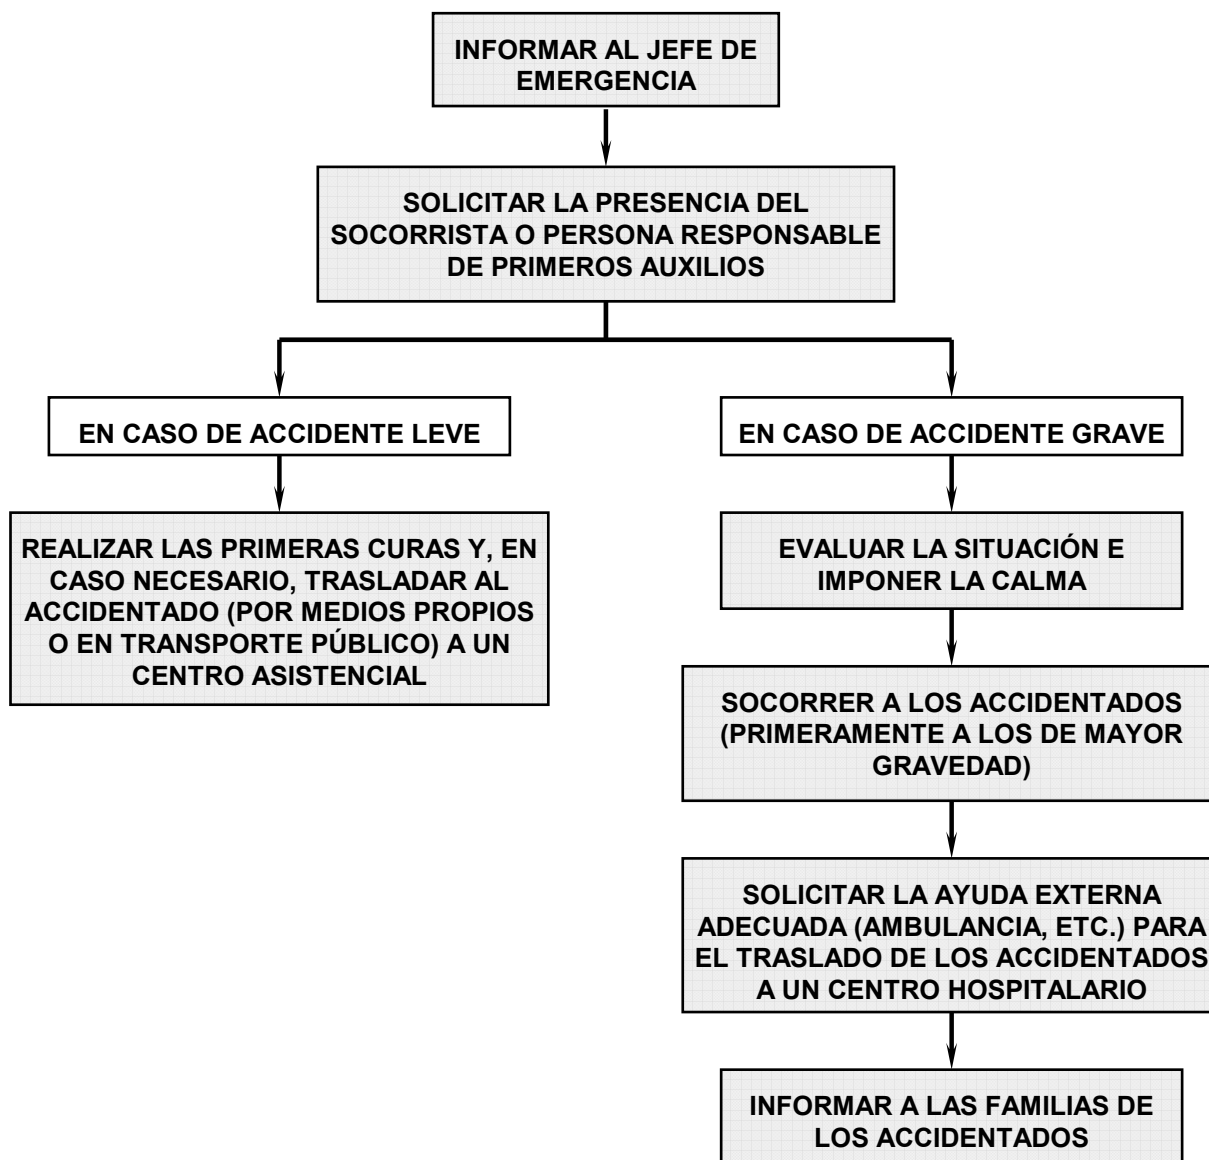 INFORMAR AL JEFE DE
EMERGENCIA
SOLICITAR LA PRESENCIA DEL
SOCORRISTA O PERSONA RESPONSABLE
DE PRIMEROS AUXILIOS
EN CASO DE ACCIDENTE LEVE
REALIZAR LAS PRIMERAS CURAS Y, EN
CASO NECESARIO, TRASLADAR AL
ACCIDENTADO (POR MEDIOS PROPIOS
O EN TRANSPORTE PÚBLICO) A UN
CENTRO ASISTENCIAL
EN CASO DE ACCIDENTE GRAVE
EVALUAR LA SITUACIÓN E
IMPONER LA CALMA
SOCORRER A LOS ACCIDENTADOS
(PRIMERAMENTE A LOS DE MAYOR
GRAVEDAD)
SOLICITAR LA AYUDA EXTERNA
ADECUADA (AMBULANCIA, ETC.) PARA
EL TRASLADO DE LOS ACCIDENTADOS
A UN CENTRO HOSPITALARIO
INFORMAR A LAS FAMILIAS DE
LOS ACCIDENTADOS